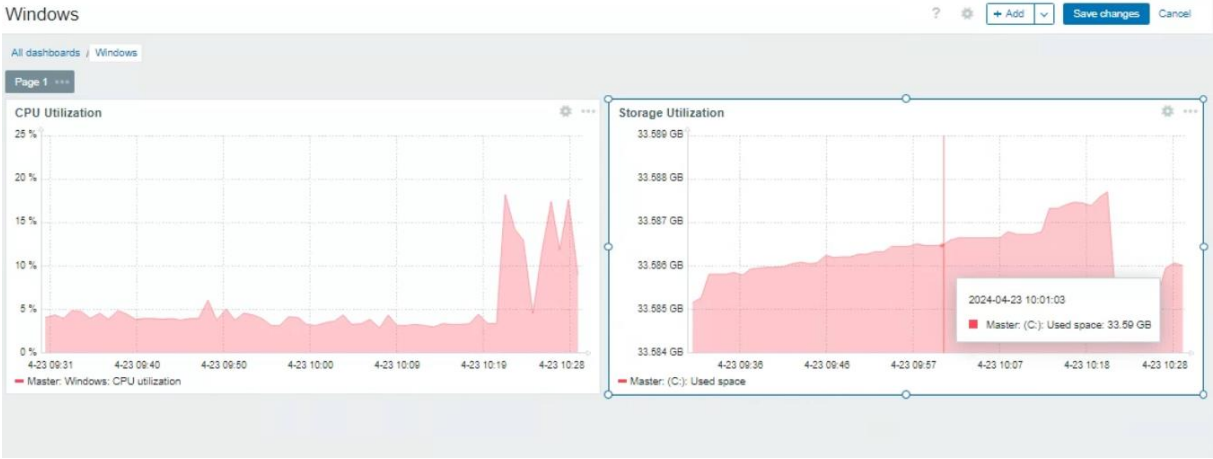 Windows
? + Add Save changes Cancel
All dashboards / Windows
Page 1
CPU Utilization
25 %
20 %
15 %
10 %
5 %
0 %
4-23 09:31 4-23 09:40 4-23 09:50 4-23 10:00 4-23 10:09 4-23 10:19 4-23 10:28
Master: Windows: CPU utilization
Storage Utilization
33.589 GB
33.588 GB
33.587 GB
33.586 GB
33.585 GB
33.584 GB
2024-04-23 10:01:03
Master: (C:): Used space: 33.59 GB
4-23 09:36 4-23 09:46 4-23 09:57 4-23 10:07 4-23 10:18 4-23 10:28
Master: (C:): Used space